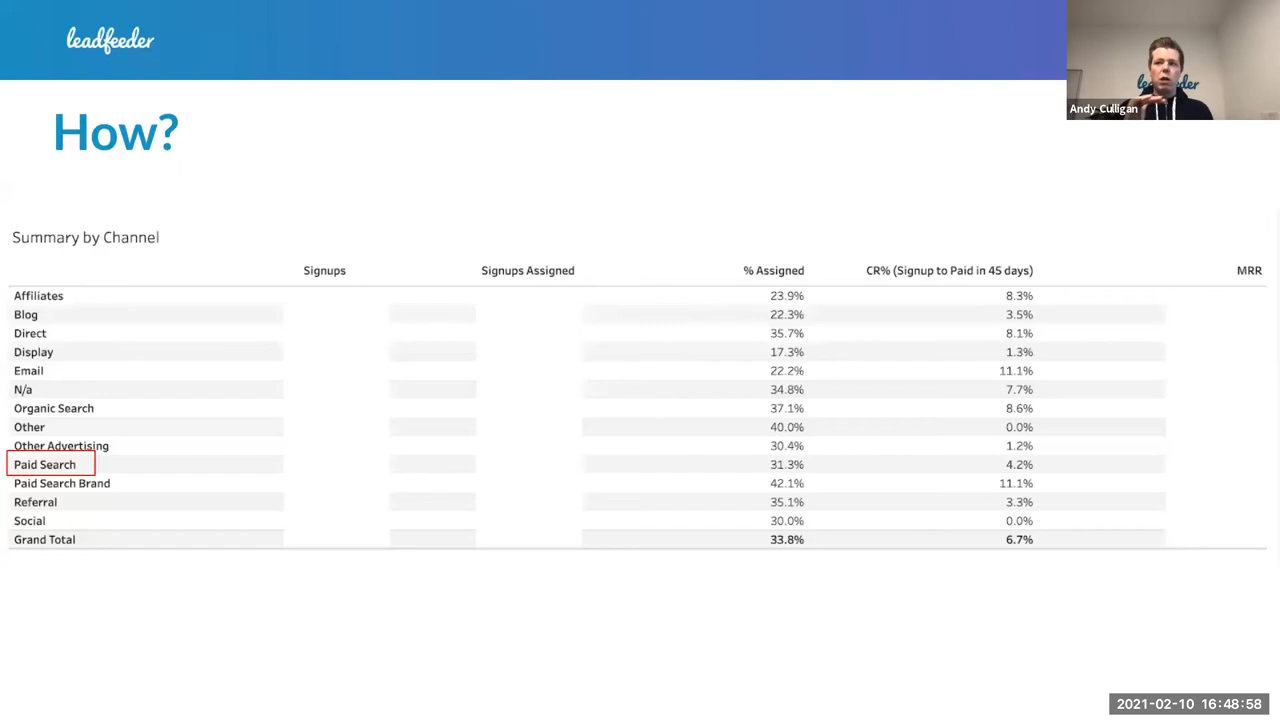 leadfeeder
Andy Culligan
How?
Summary by Channel
Signups Signups Assigned % Assigned CR% (Signup to Paid in 45 days) MRR
Affiliates 23.9% 8.3%
Blog 22.3% 3.5%
Direct 35.7% 8.1%
Display 17.3% 1.3%
Email 22.2% 11.1%
N/a 34.8% 7.7%
Organic Search 37.1% 8.6%
Other 40.0% 0.0%
Other Advertising 30.4% 1.2%
Paid Search 31.3% 4.2%
Paid Search Brand 42.1% 11.1%
Referral 35.1% 3.3%
Social 30.0% 0.0%
Grand Total 33.8% 6.7%
2021-02-10 16:48:58